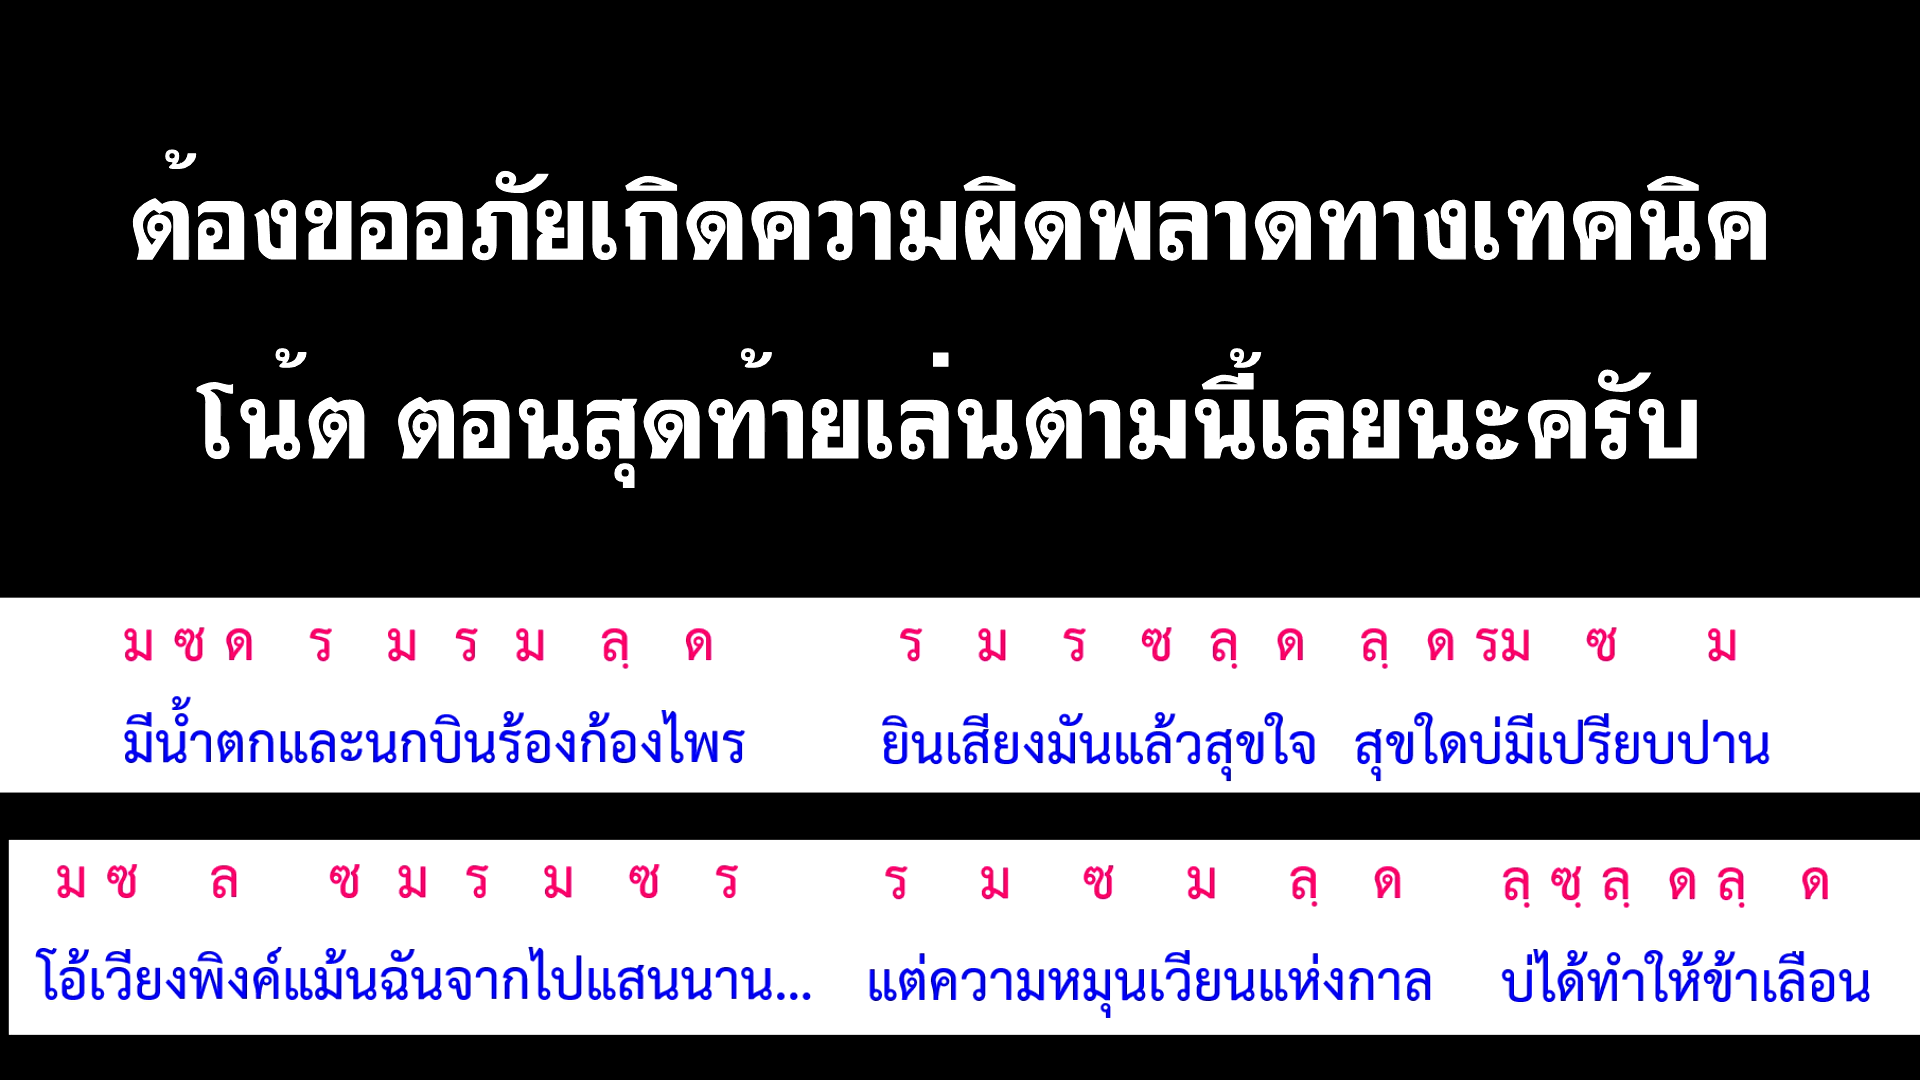 ต้องขออภัยเกิดความผิดพลาดทางเทคนิค
โน้ต ตอนสุดท้ายเล่นตามนี้เลยนะครับ
ม ซ ด ร ม ร ม ลฺ ด ร ม ร ซ ลฺ ด ลฺ ด รม ซ ม
มีน้ำตกและนกบินร้องก้องไพร ยินเสียงมันแล้วสุขใจ สุขใดบ่มีเปรียบปาน
ม ซ ล ซ ม ร ม ซ ร ร ม ซ ม ลฺ ด ลฺ ซฺ ลฺ ด ลฺ ด
โอ้เวียงพิงค์แม้นฉันจากไปแสนนาน... แต่ความหมุนเวียนแห่งกาล บ่ได้ทำให้ข้าเลือน